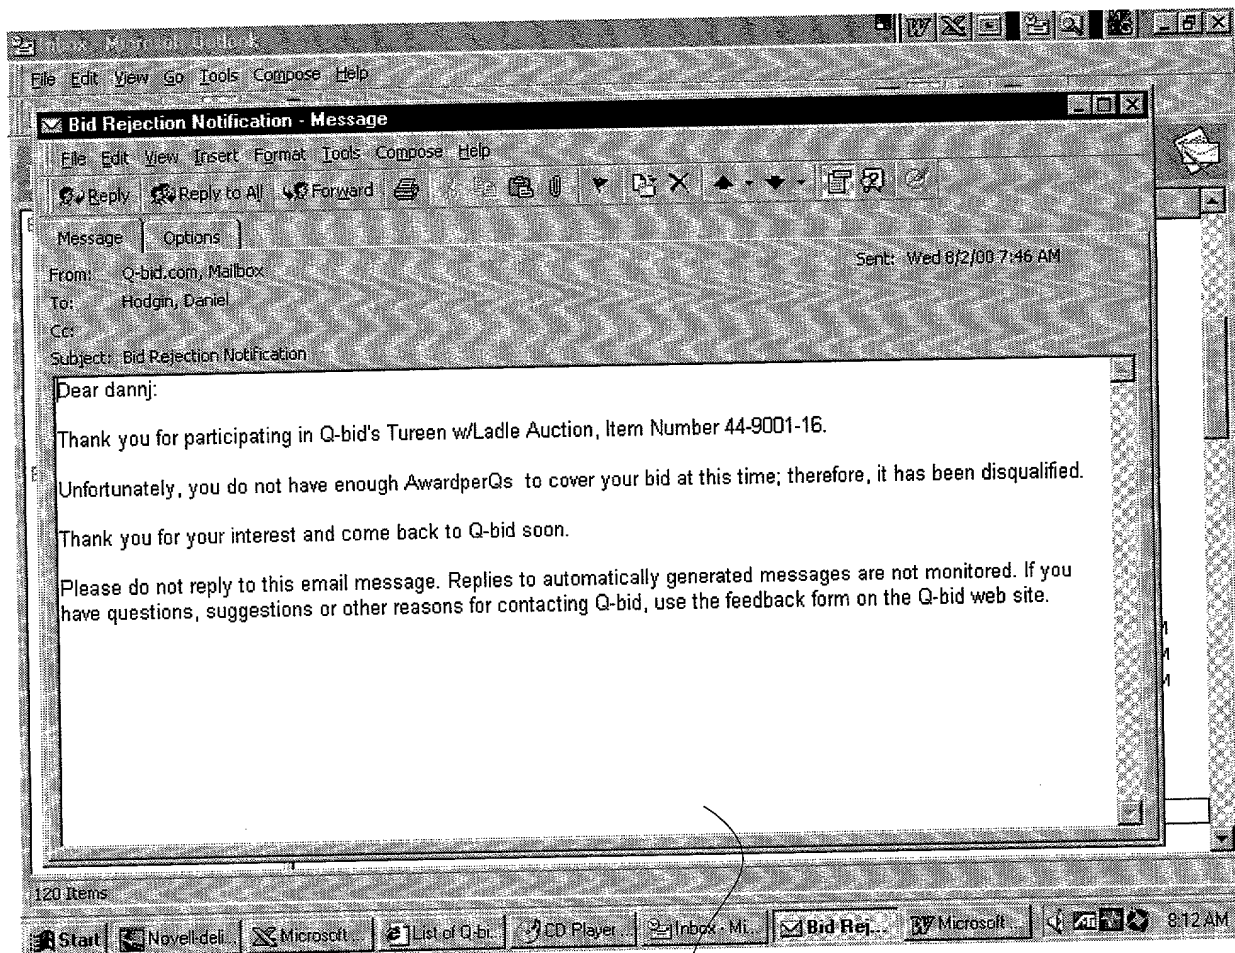 Inbox - Microsoft Outlook
File Edit View Go Tools Compose Help
Bid Rejection Notification - Message
File Edit View Insert Format Tools Compose Help
Reply Reply to All Forward
Message Options
From: Q-bid.com, Mailbox
Sent: Wed 8/2/00 7:46 AM
To: Hodgin, Daniel
Cc:
Subject: Bid Rejection Notification
Dear dannj:
Thank you for participating in Q-bid's Tureen w/Ladle Auction, Item Number 44-9001-16.
Unfortunately, you do not have enough AwardperQs to cover your bid at this time; therefore, it has been disqualified.
Thank you for your interest and come back to Q-bid soon.
Please do not reply to this email message. Replies to automatically generated messages are not monitored. If you
have questions, suggestions or other reasons for contacting Q-bid, use the feedback form on the Q-bid web site.
M
M
M
120 Items
Start Novell-deli... Microsoft ... List of Q-bi... CD Player ... Inbox - Mi... Bid Rej... Microsoft ... 8:12 AM